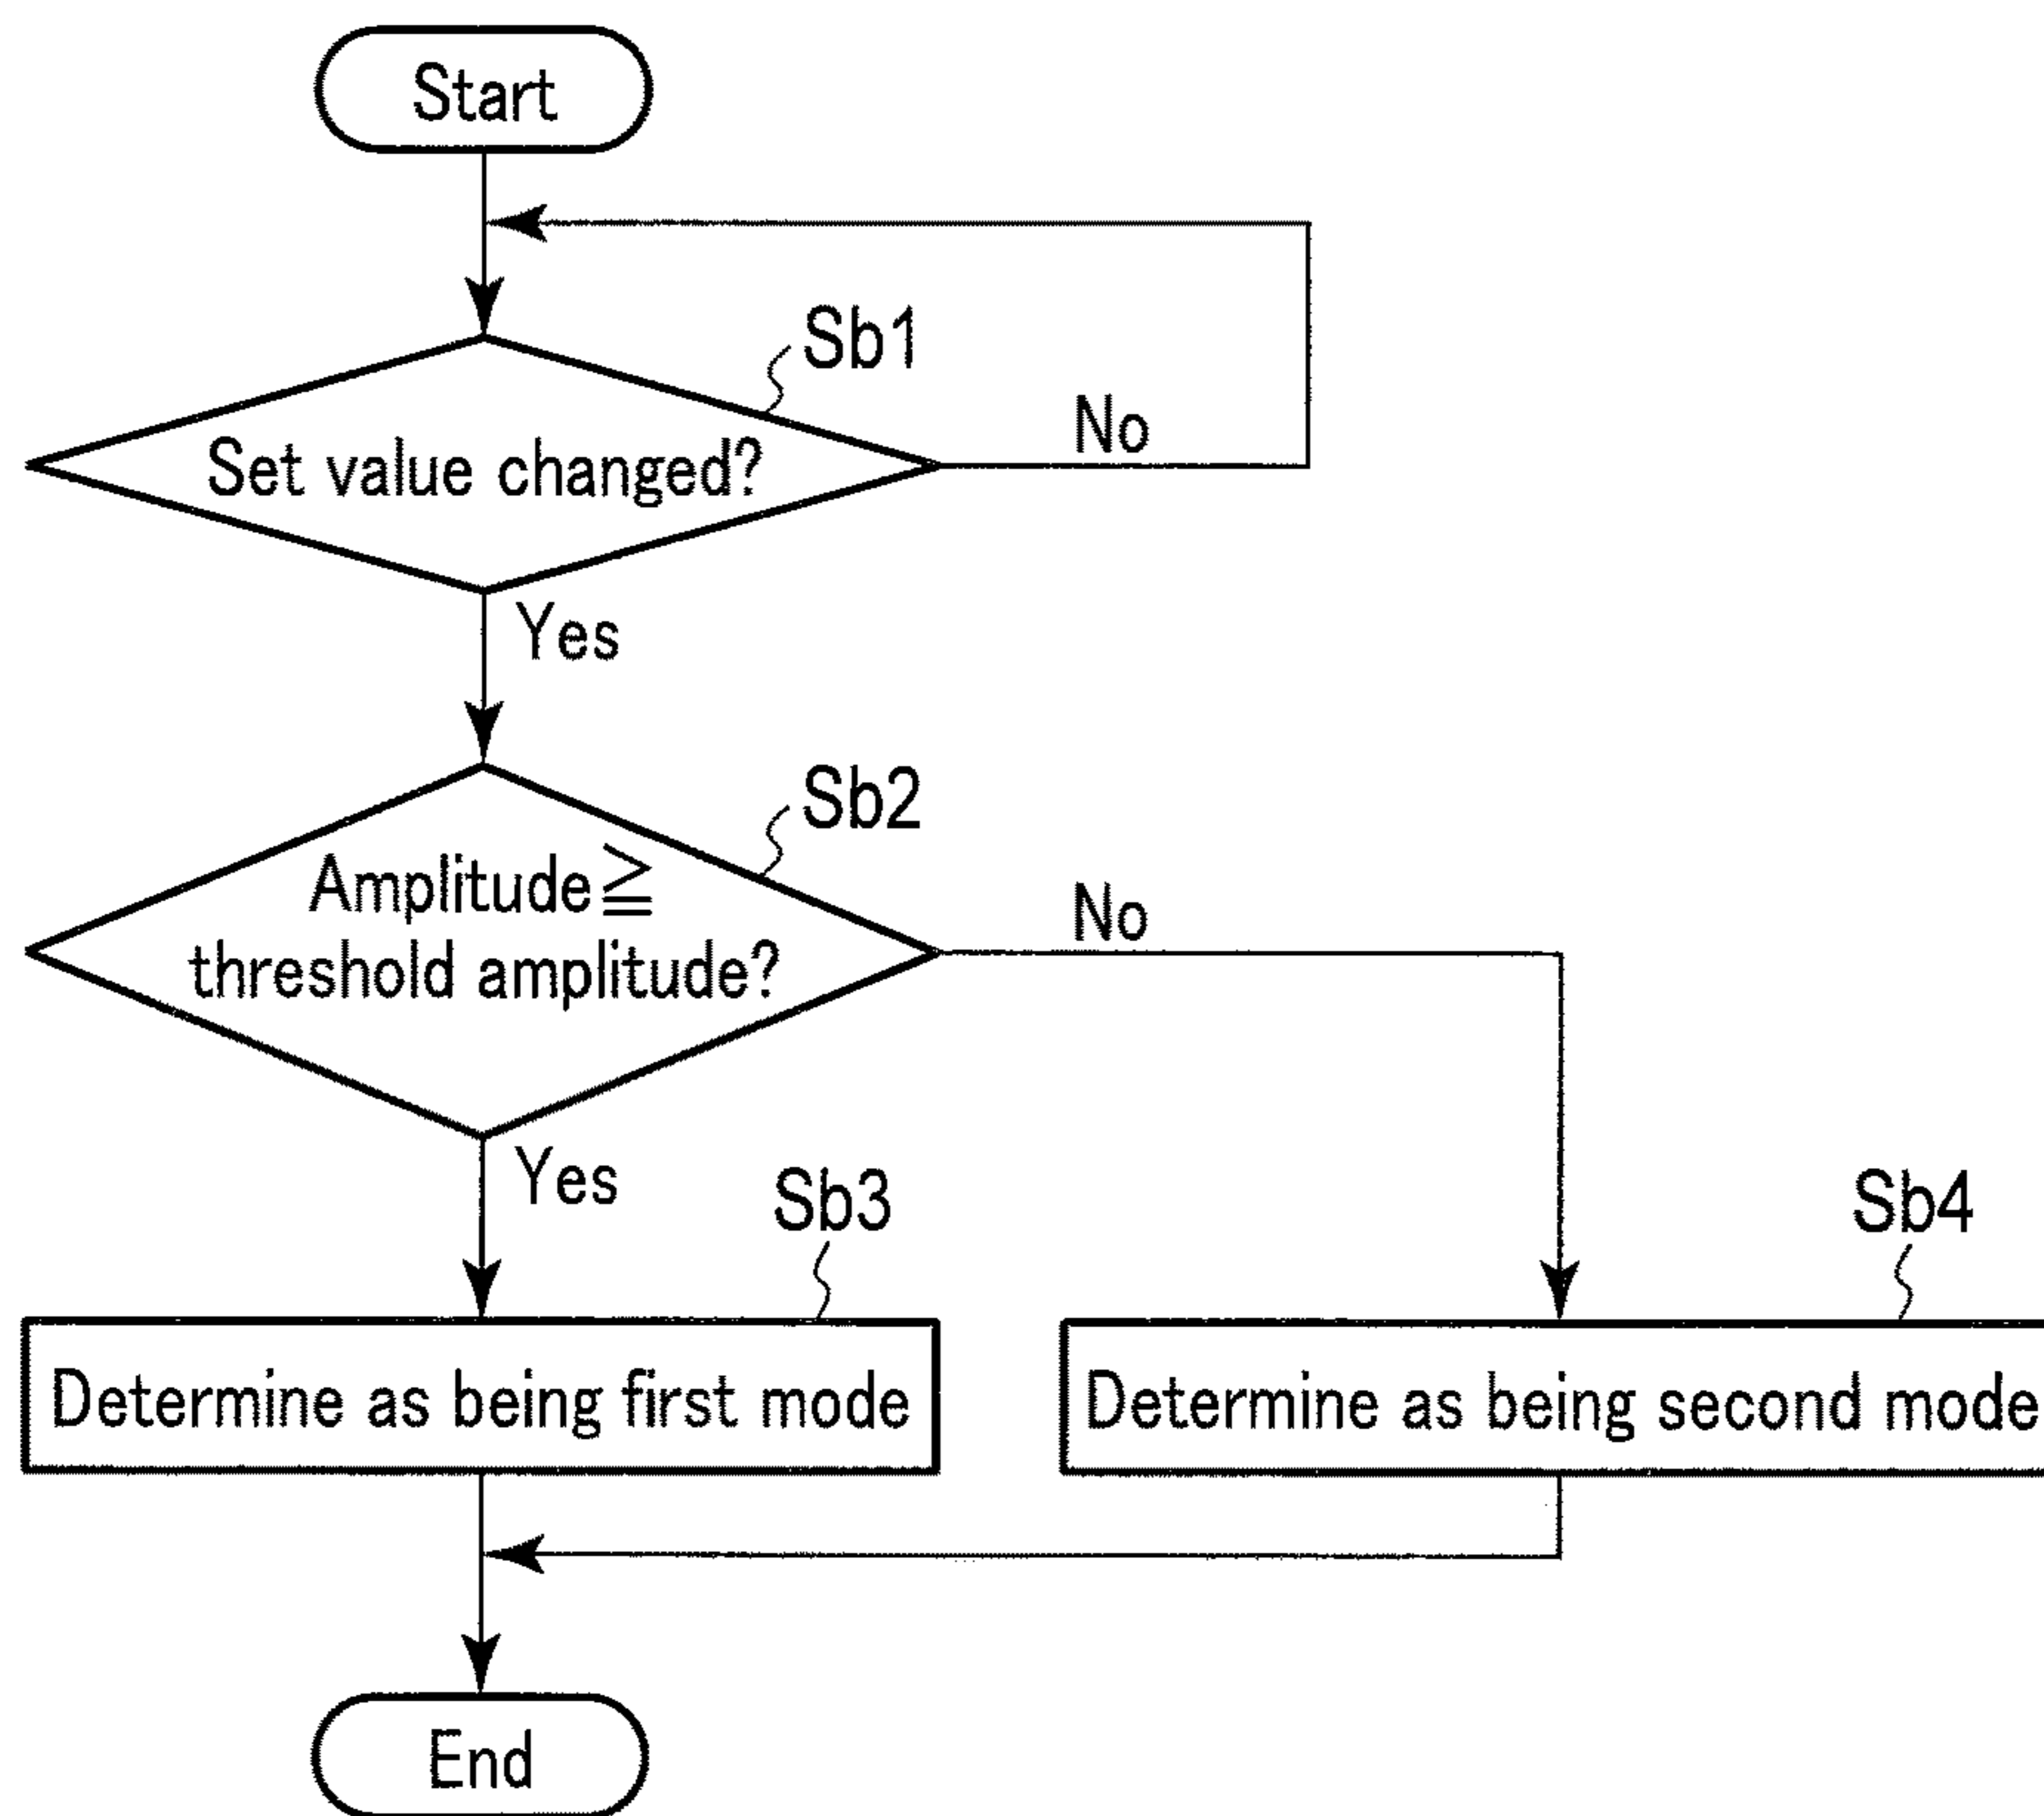 Start
Sb1
Set value changed?
No
Yes
Sb2
Amplitude≧
threshold amplitude?
No
Yes
Sb3
Sb4
Determine as being first mode
Determine as being second mode
End